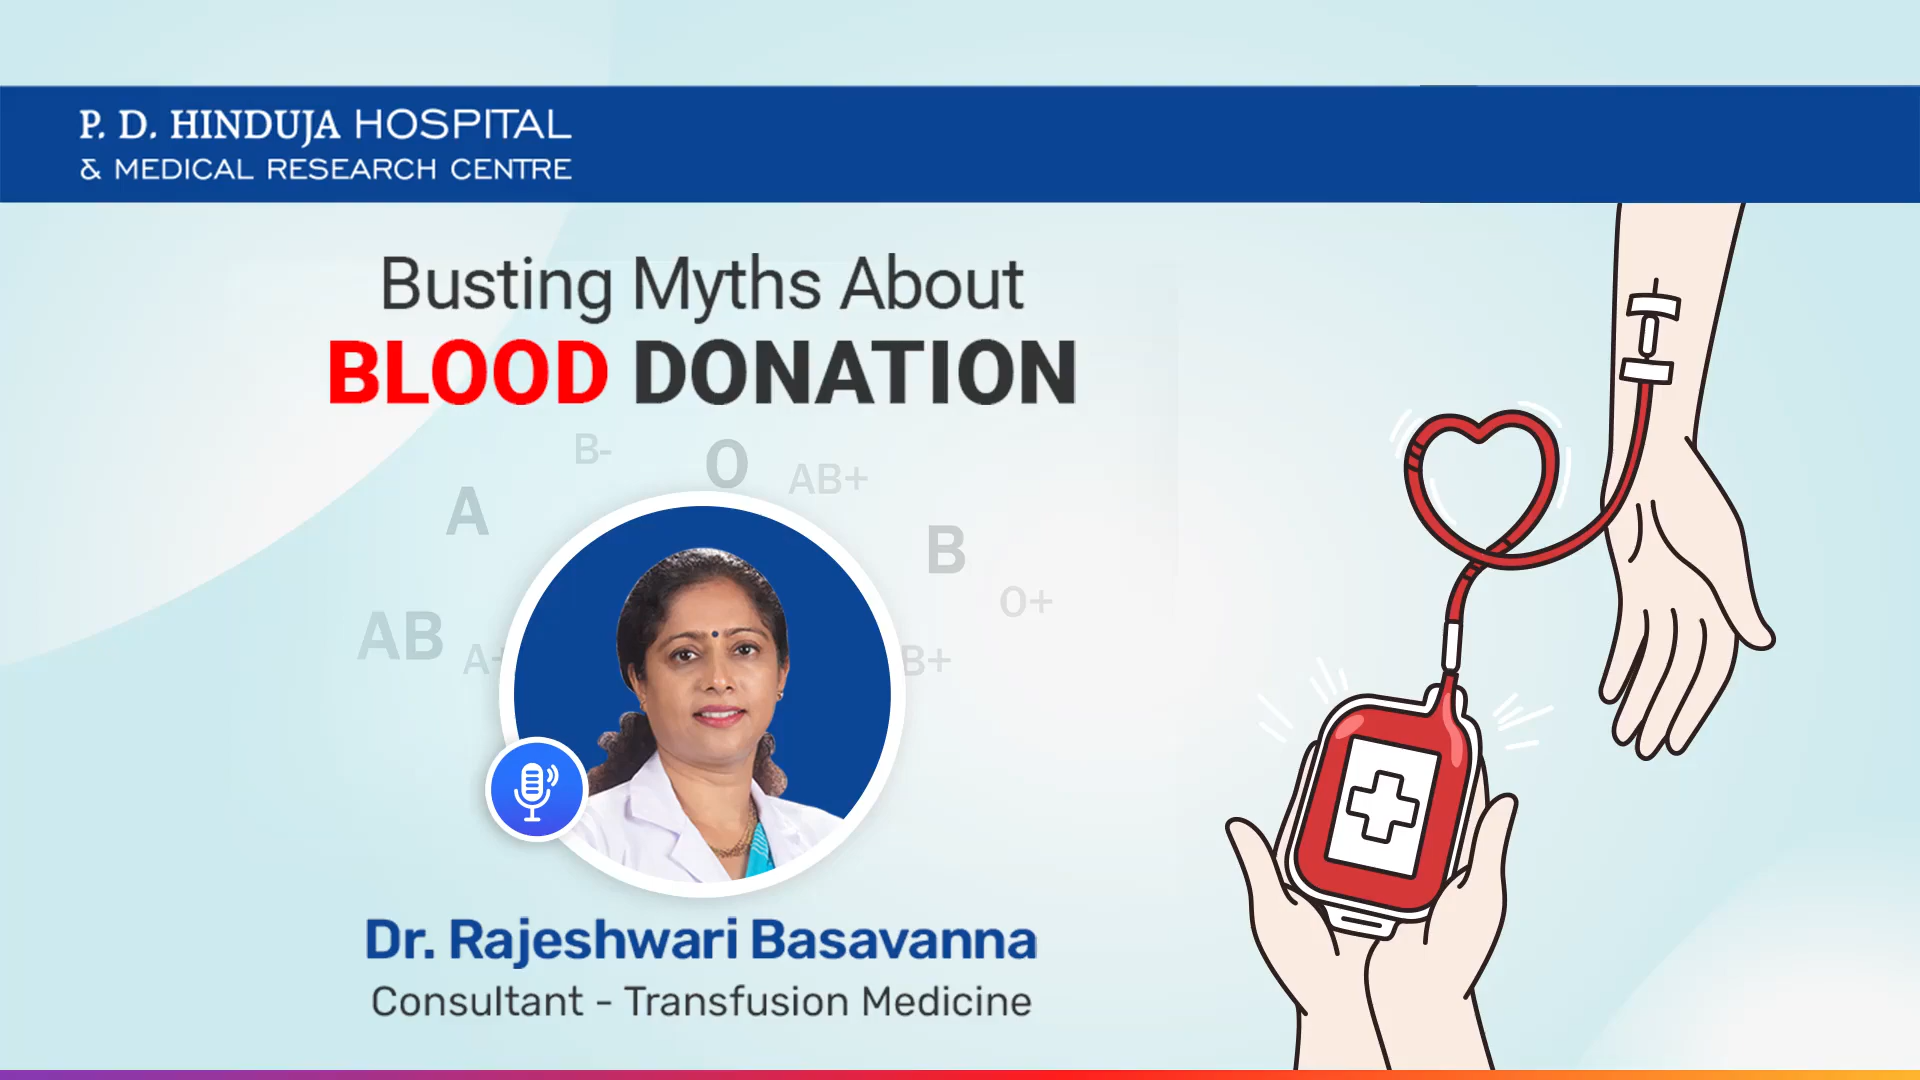 P. D. HINDUJA HOSPITAL
& MEDICAL RESEARCH CENTRE
Busting Myths About
BLOOD DONATION
B-
O
AB+
A
B
O+
AB
A+
B+
Dr. Rajeshwari Basavanna
Consultant - Transfusion Medicine